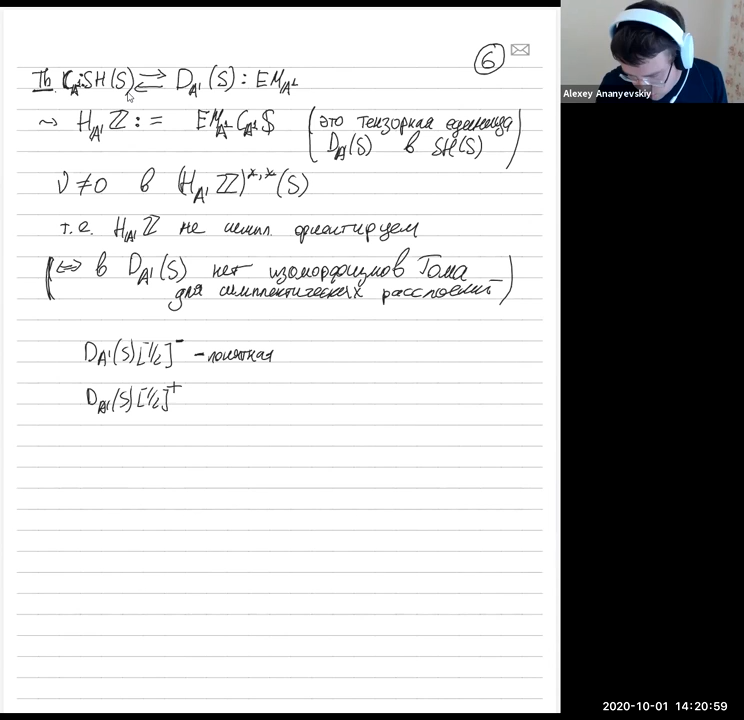 6
Th. C_{A¹}: SH(S) ⇄ D_{A¹}(S) : EM_{A¹}
~> H_{A¹} ℤ := EM_{A¹} C_{A¹} 𝕊 (это тензорная единица
D_{A¹}(S) в SH(S))
ν ≠ 0 в (H_{A¹} ℤ)^{*,*}(S)
т.е. H_{A¹} ℤ не симпл. ориентируем
(⇔ в D_{A¹}(S) нет изоморфизмов Тома
для симплектических расслоений)
D_{A¹}(S)[1/2]^- - понятная
D_{A¹}(S)[1/2]^+
Alexey Ananyevskiy
2020-10-01 14:20:59